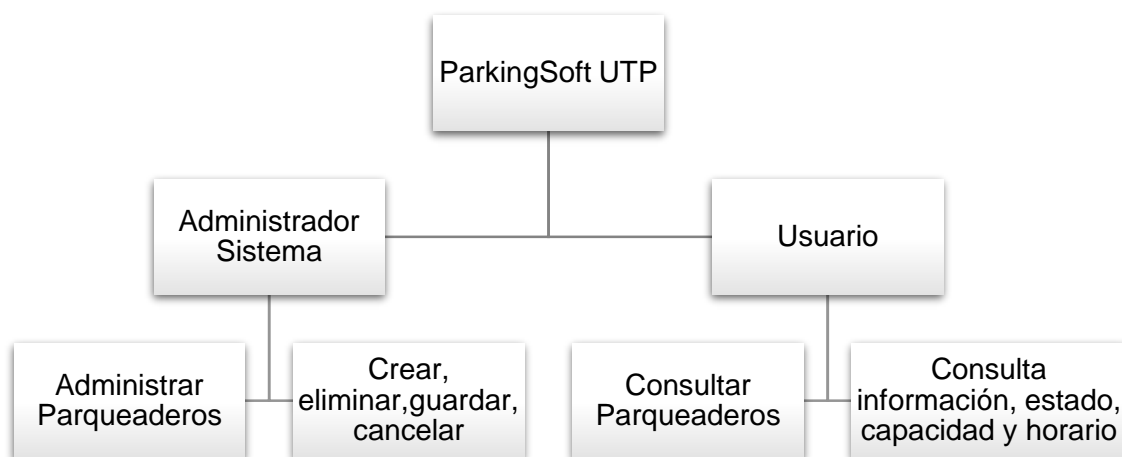 ParkingSoft UTP
Administrador
Sistema
Usuario
Administrar
Parqueaderos
Crear,
eliminar,guardar,
cancelar
Consultar
Parqueaderos
Consulta
información, estado,
capacidad y horario